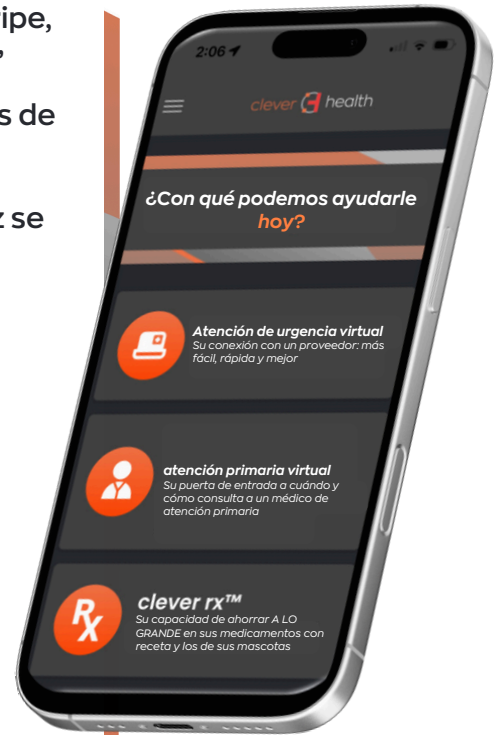 ripe,
,
s de
z se
2:06
clever health
¿Con qué podemos ayudarle
hoy?
Atención de urgencia virtual
Su conexión con un proveedor: más
fácil, rápida y mejor
atención primaria virtual
Su puerta de entrada a cuándo y
cómo consulta a un médico de
atención primaria
Rx
clever rx™
Su capacidad de ahorrar A LO
GRANDE en sus medicamentos con
receta y los de sus mascotas